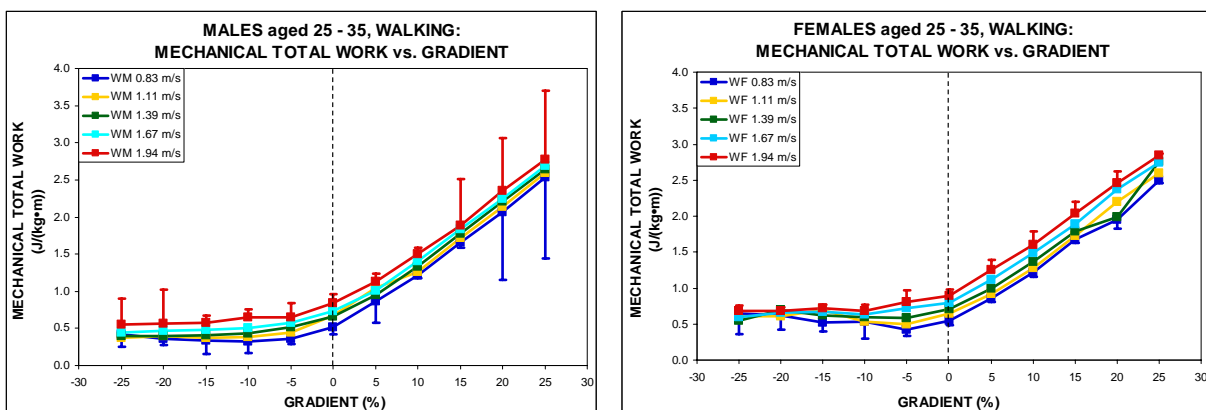 MALES aged 25 - 35, WALKING:
MECHANICAL TOTAL WORK vs. GRADIENT
MECHANICAL TOTAL WORK
(J/(kg•m))
4.0
3.5
3.0
2.5
2.0
1.5
1.0
0.5
0.0
WM 0.83 m/s
WM 1.11 m/s
WM 1.39 m/s
WM 1.67 m/s
WM 1.94 m/s
-30 -25 -20 -15 -10 -5 0 5 10 15 20 25 30
GRADIENT (%)
FEMALES aged 25 - 35, WALKING:
MECHANICAL TOTAL WORK vs. GRADIENT
MECHANICAL TOTAL WORK
(J/(kg•m))
4.0
3.5
3.0
2.5
2.0
1.5
1.0
0.5
0.0
WF 0.83 m/s
WF 1.11 m/s
WF 1.39 m/s
WF 1.67 m/s
WF 1.94 m/s
-30 -25 -20 -15 -10 -5 0 5 10 15 20 25 30
GRADIENT (%)